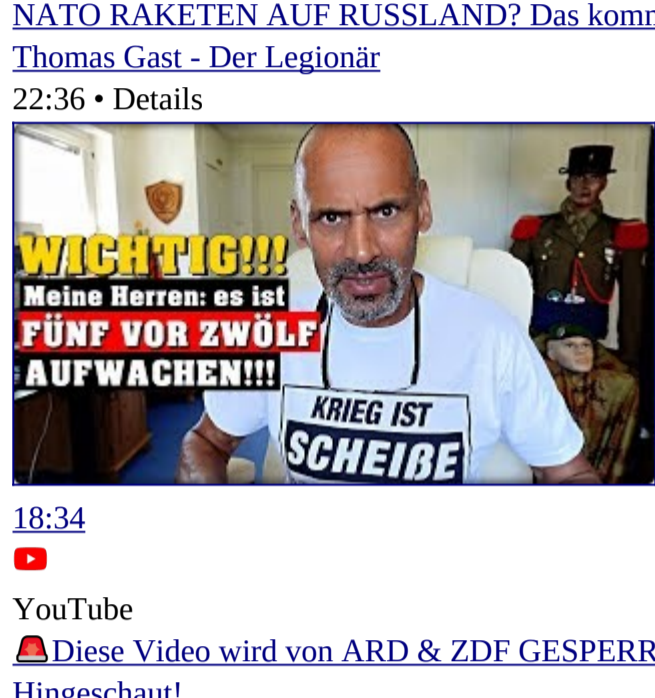 NATO RAKETEN AUF RUSSLAND? Das komm
Thomas Gast - Der Legionär
22:36 • Details
WICHTIG!!!
Meine Herren: es ist
FÜNF VOR ZWÖLF
AUFWACHEN!!!
KRIEG IST
SCHEIßE
18:34
YouTube
🚨Diese Video wird von ARD & ZDF GESPERR
Hingeschaut!